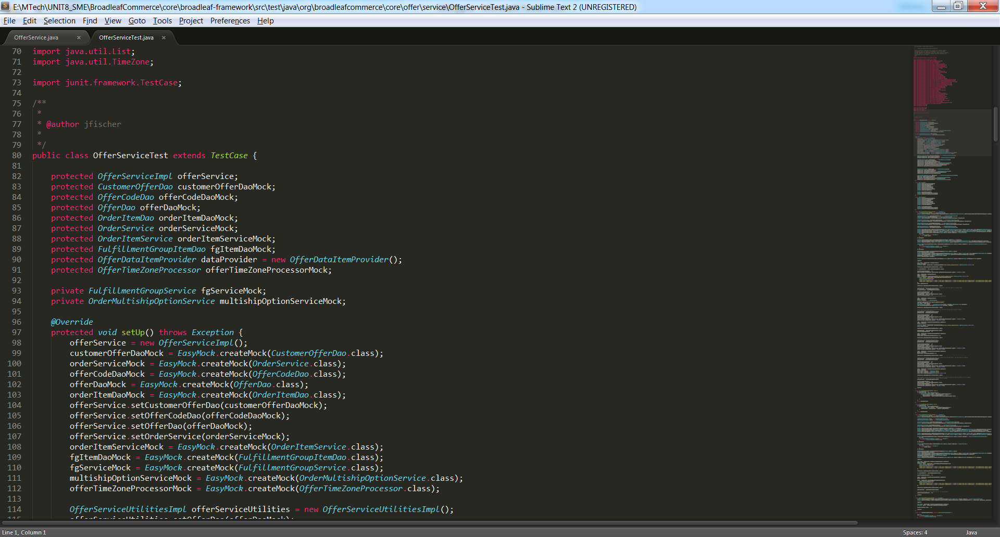 E:\MTech\UNIT8_SME\BroadleafCommerce\core\broadleaf-framework\src\test\java\org\broadleafcommerce\core\offer\service\OfferServiceTest.java - Sublime Text 2 (UNREGISTERED)
File Edit Selection Find View Goto Tools Project Preferences Help
OfferService.java × OfferServiceTest.java ×
70 import java.util.List;
71 import java.util.TimeZone;
72
73 import junit.framework.TestCase;
74
75 /**
76  *
77  * @author jfischer
78  *
79  */
80 public class OfferServiceTest extends TestCase {
81
82     protected OfferServiceImpl offerService;
83     protected CustomerOfferDao customerOfferDaoMock;
84     protected OfferCodeDao offerCodeDaoMock;
85     protected OfferDao offerDaoMock;
86     protected OrderItemDao orderItemDaoMock;
87     protected OrderService orderServiceMock;
88     protected OrderItemService orderItemServiceMock;
89     protected FulfillmentGroupItemDao fgItemDaoMock;
90     protected OfferDataItemProvider dataProvider = new OfferDataItemProvider();
91     protected OfferTimeZoneProcessor offerTimeZoneProcessorMock;
92
93     private FulfillmentGroupService fgServiceMock;
94     private OrderMultishipOptionService multishipOptionServiceMock;
95
96     @Override
97     protected void setUp() throws Exception {
98         offerService = new OfferServiceImpl();
99         customerOfferDaoMock = EasyMock.createMock(CustomerOfferDao.class);
100         orderServiceMock = EasyMock.createMock(OrderService.class);
101         offerCodeDaoMock = EasyMock.createMock(OfferCodeDao.class);
102         offerDaoMock = EasyMock.createMock(OfferDao.class);
103         orderItemDaoMock = EasyMock.createMock(OrderItemDao.class);
104         offerService.setCustomerOfferDao(customerOfferDaoMock);
105         offerService.setOfferCodeDao(offerCodeDaoMock);
106         offerService.setOfferDao(offerDaoMock);
107         offerService.setOrderService(orderServiceMock);
108         orderItemServiceMock = EasyMock.createMock(OrderItemService.class);
109         fgItemDaoMock = EasyMock.createMock(FulfillmentGroupItemDao.class);
110         fgServiceMock = EasyMock.createMock(FulfillmentGroupService.class);
111         multishipOptionServiceMock = EasyMock.createMock(OrderMultishipOptionService.class);
112         offerTimeZoneProcessorMock = EasyMock.createMock(OfferTimeZoneProcessor.class);
113
114         OfferServiceUtilitiesImpl offerServiceUtilities = new OfferServiceUtilitiesImpl();
115         offerServiceUtilities.setOfferDao(offerDaoMock);
Line 1, Column 1 Spaces: 4 Java